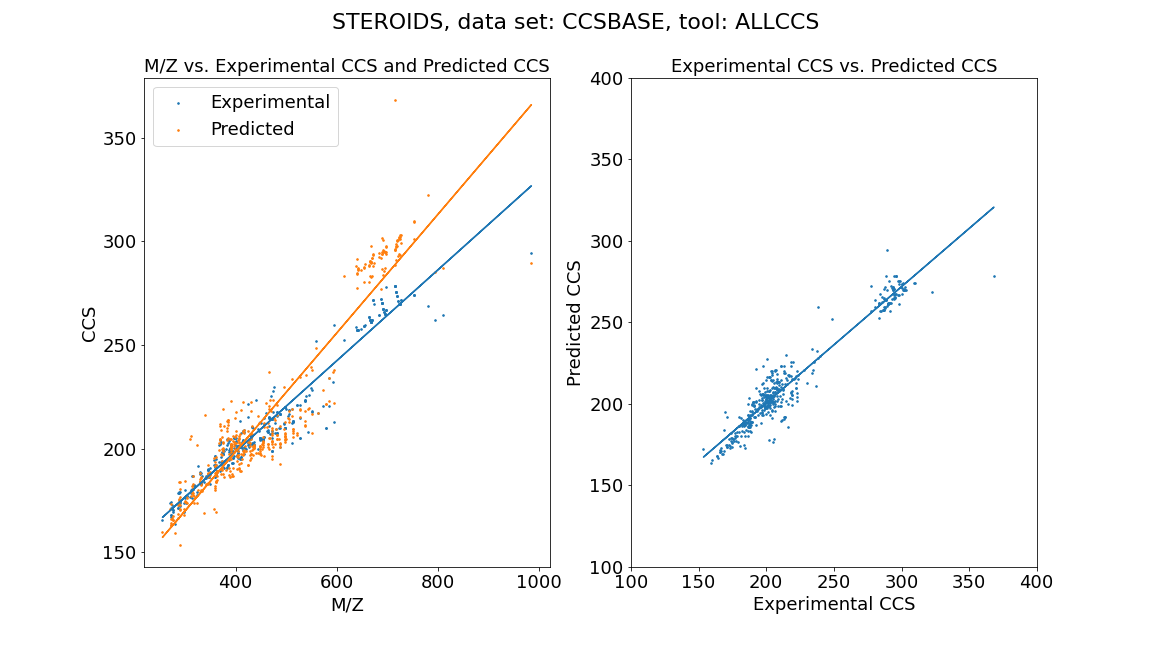 STEROIDS, data set: CCSBASE, tool: ALLCCS
M/Z vs. Experimental CCS and Predicted CCS
Experimental
Predicted
350
300
250
200
150
CCS
400
600
800
1000
M/Z
Experimental CCS vs. Predicted CCS
400
350
300
250
200
150
100
Predicted CCS
100
150
200
250
300
350
400
Experimental CCS